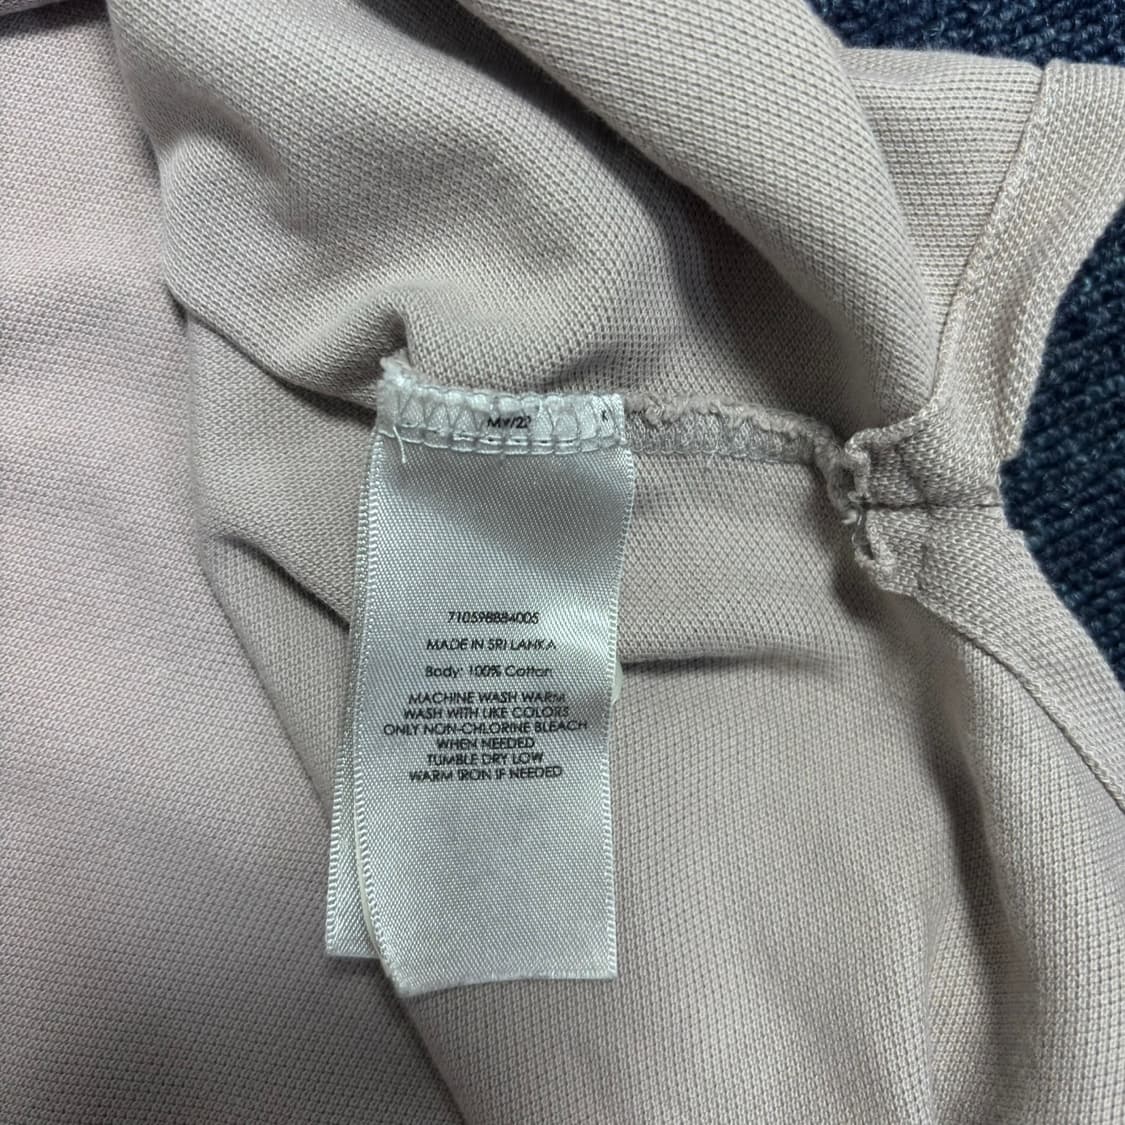 K
710598884005
MADE IN SRI LANKA
Body: 100% Cotton
MACHINE WASH WARM
WASH WITH LIKE COLORS
ONLY NON-CHLORINE BLEACH
WHEN NEEDED
TUMBLE DRY LOW
WARM IRON IF NEEDED